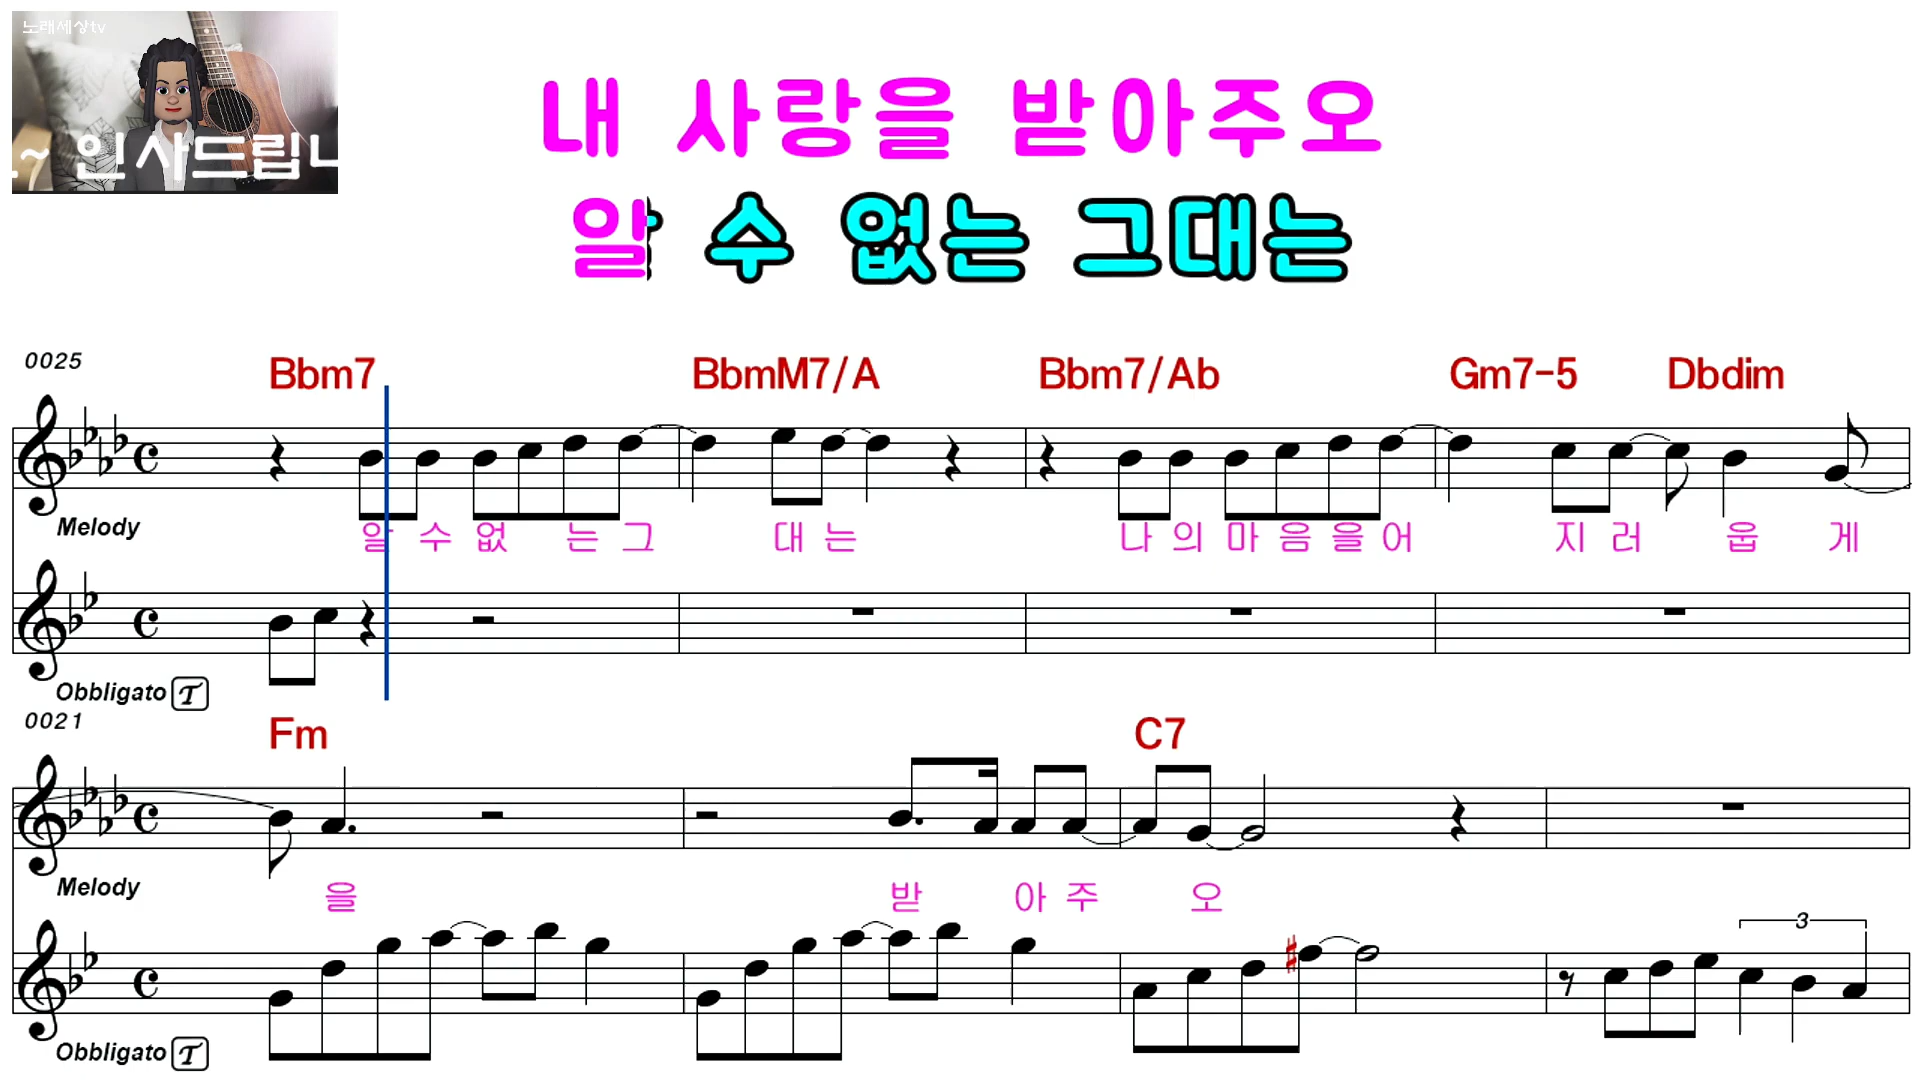 노래세상tv
~ 인사드립니
내 사랑을 받아주오
알 수 없는 그대는
0025
Bbm7 BbmM7/A Bbm7/Ab Gm7-5 Dbdim
Melody
알 수 없 는 그 대 는 나 의 마 음 을 어 지 러 웁 게
Obbligato T
0021
Fm C7
Melody
을 받 아 주 오
3
Obbligato T